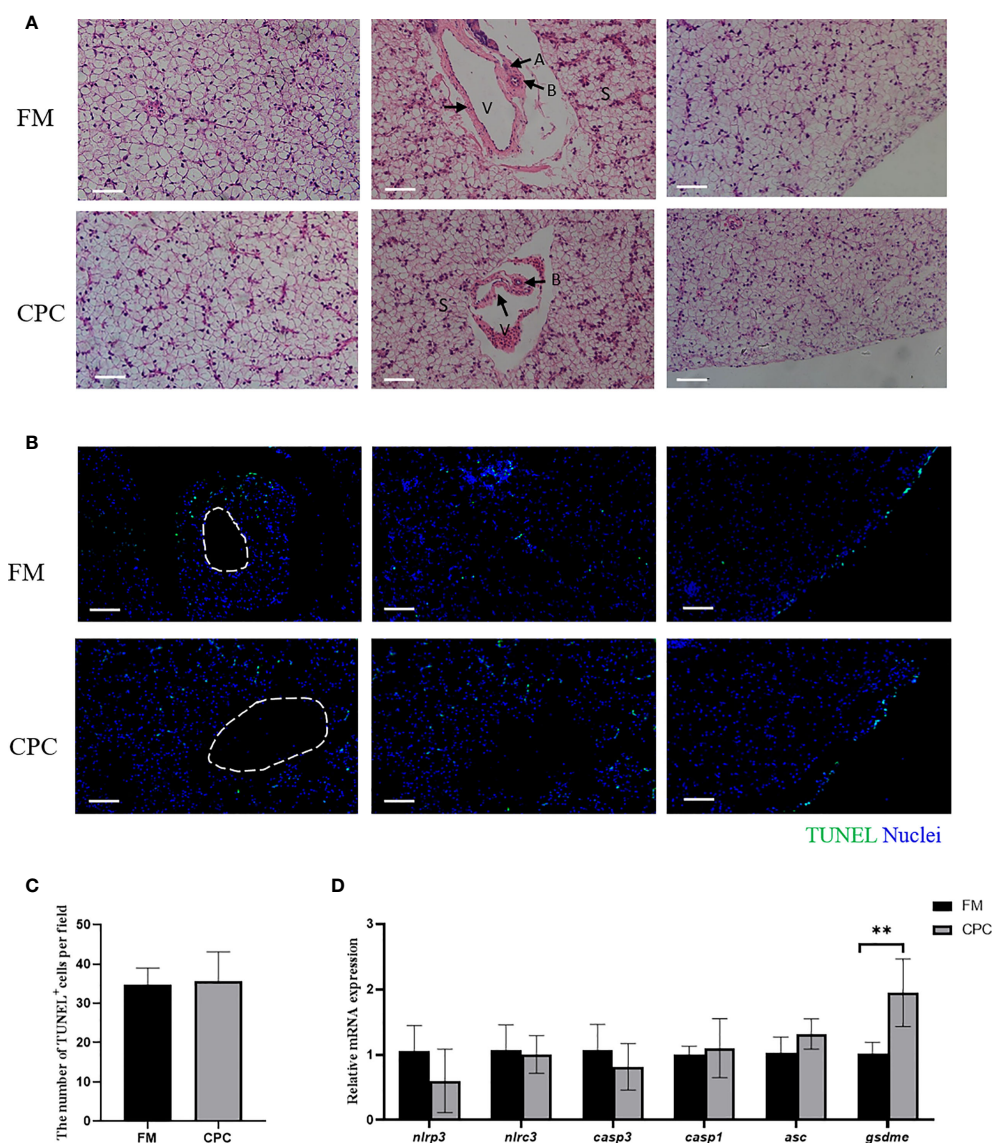 A
FM
A
B
V
S
CPC
B
S
V
B
FM
CPC
TUNEL Nuclei
C
The number of TUNEL+cells per field
50
40
30
20
10
0
FM CPC
D
FM
CPC
Relative mRNA expression
3
2
1
0
**
nlrp3 nlrc3 casp3 casp1 asc gsdme